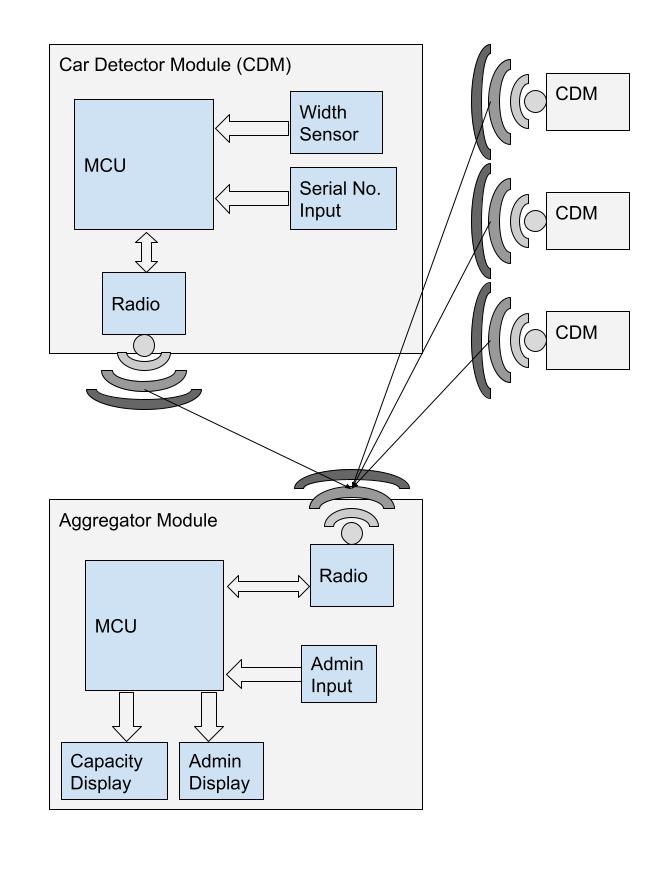 Car Detector Module (CDM)
MCU
Width
Sensor
Serial No.
Input
Radio
CDM
CDM
CDM
Aggregator Module
MCU
Radio
Admin
Input
Capacity
Display
Admin
Display